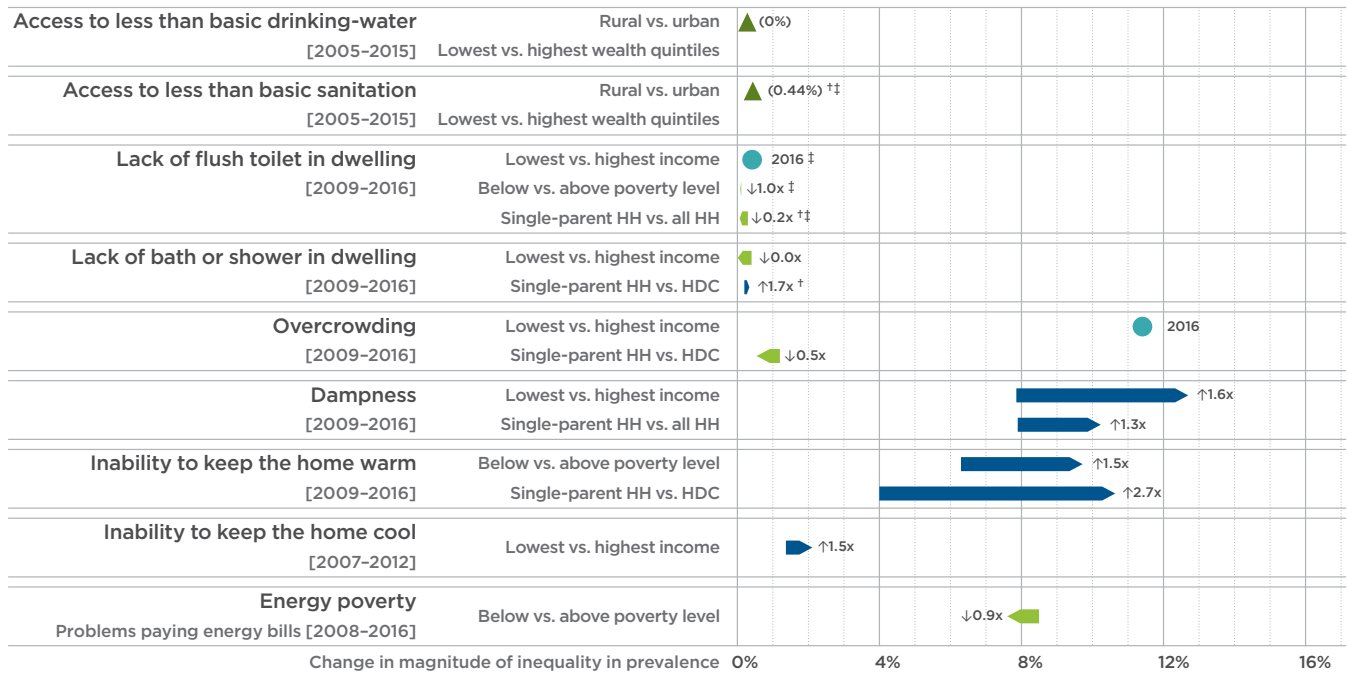 Access to less than basic drinking-water Rural vs. urban (0%)
[2005–2015] Lowest vs. highest wealth quintiles
Access to less than basic sanitation Rural vs. urban (0.44%) †‡
[2005–2015] Lowest vs. highest wealth quintiles
Lack of flush toilet in dwelling Lowest vs. highest income 2016 ‡
[2009–2016] Below vs. above poverty level ↓1.0x ‡
Single-parent HH vs. all HH ↓0.2x †‡
Lack of bath or shower in dwelling Lowest vs. highest income ↓0.0x
[2009–2016] Single-parent HH vs. HDC ↑1.7x †
Overcrowding Lowest vs. highest income 2016
[2009–2016] Single-parent HH vs. HDC ↓0.5x
Dampness Lowest vs. highest income ↑1.6x
[2009–2016] Single-parent HH vs. all HH ↑1.3x
Inability to keep the home warm Below vs. above poverty level ↑1.5x
[2009–2016] Single-parent HH vs. HDC ↑2.7x
Inability to keep the home cool
Lowest vs. highest income ↑1.5x
[2007–2012]
Energy poverty
Below vs. above poverty level ↓0.9x
Problems paying energy bills [2008–2016]
Change in magnitude of inequality in prevalence 0% 4% 8% 12% 16%